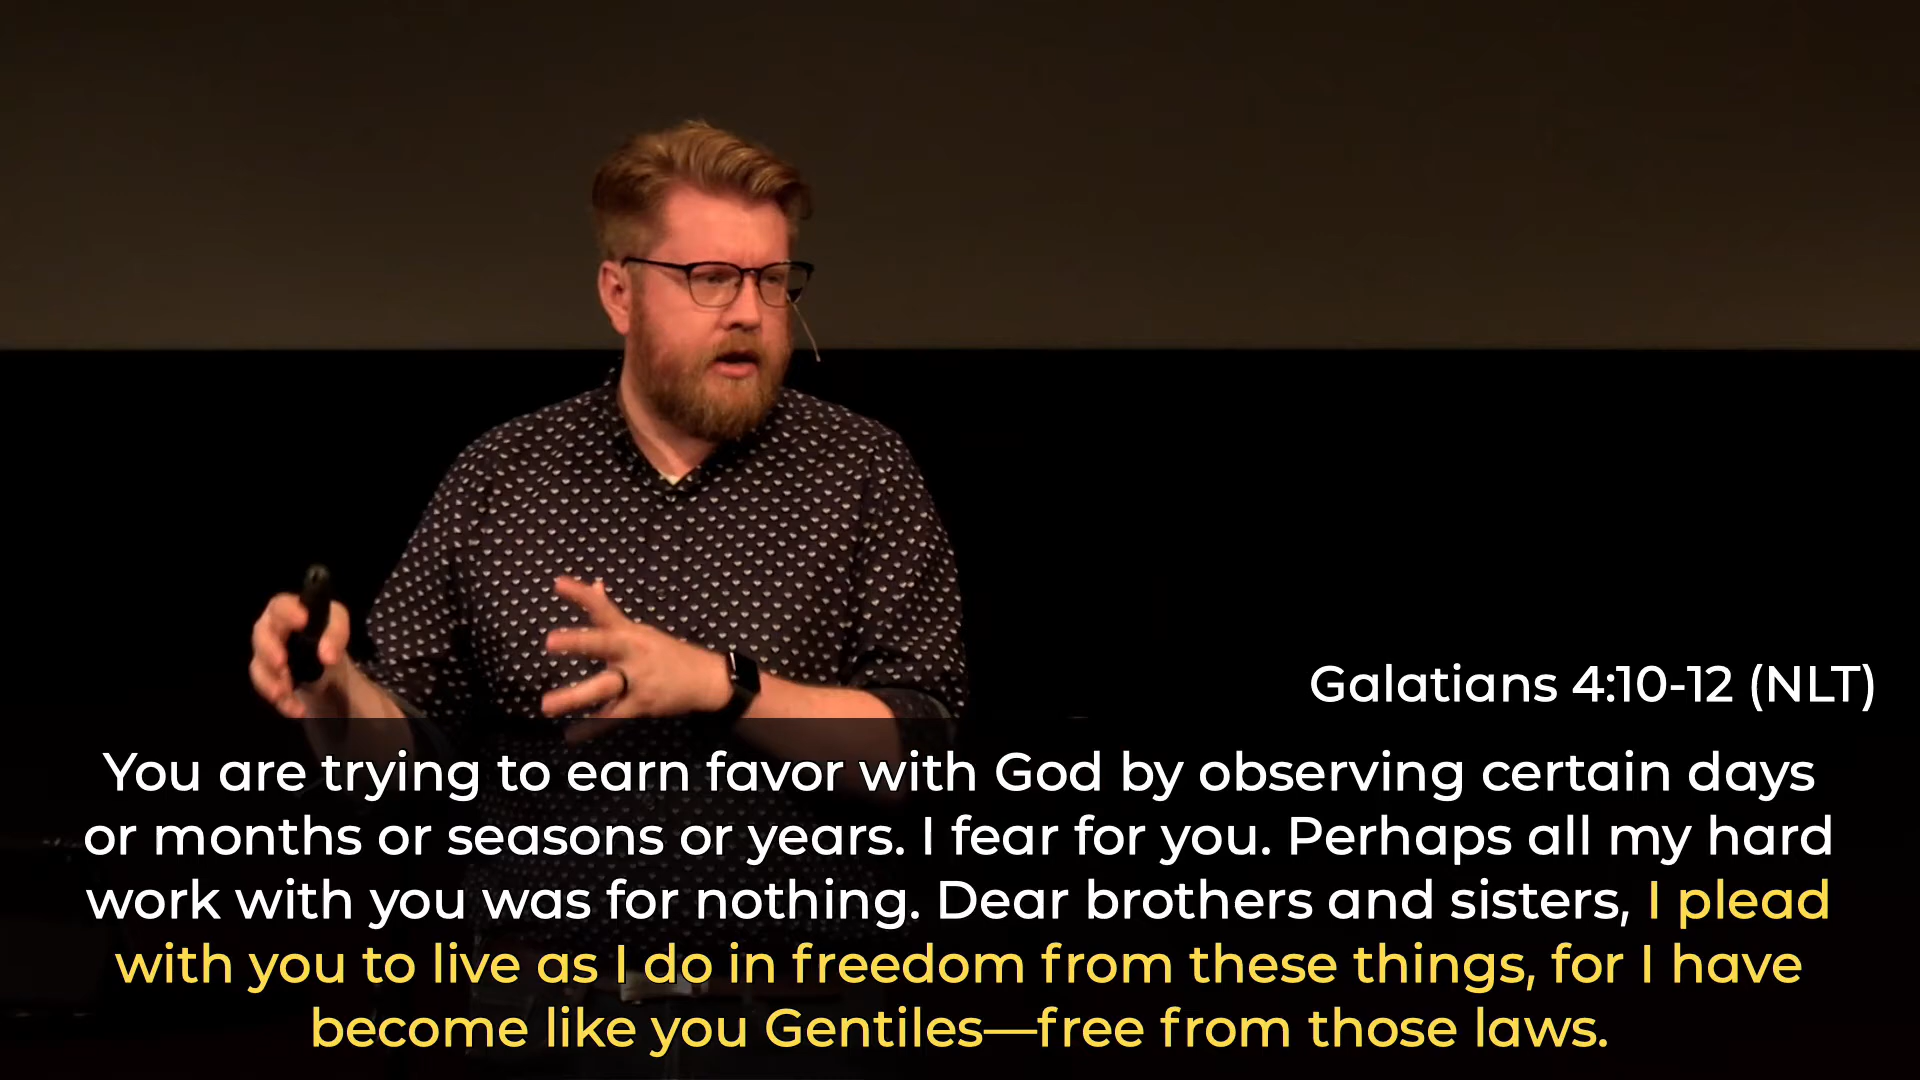 Galatians 4:10-12 (NLT)
You are trying to earn favor with God by observing certain days
or months or seasons or years. I fear for you. Perhaps all my hard
work with you was for nothing. Dear brothers and sisters, I plead
with you to live as I do in freedom from these things, for I have
become like you Gentiles—free from those laws.